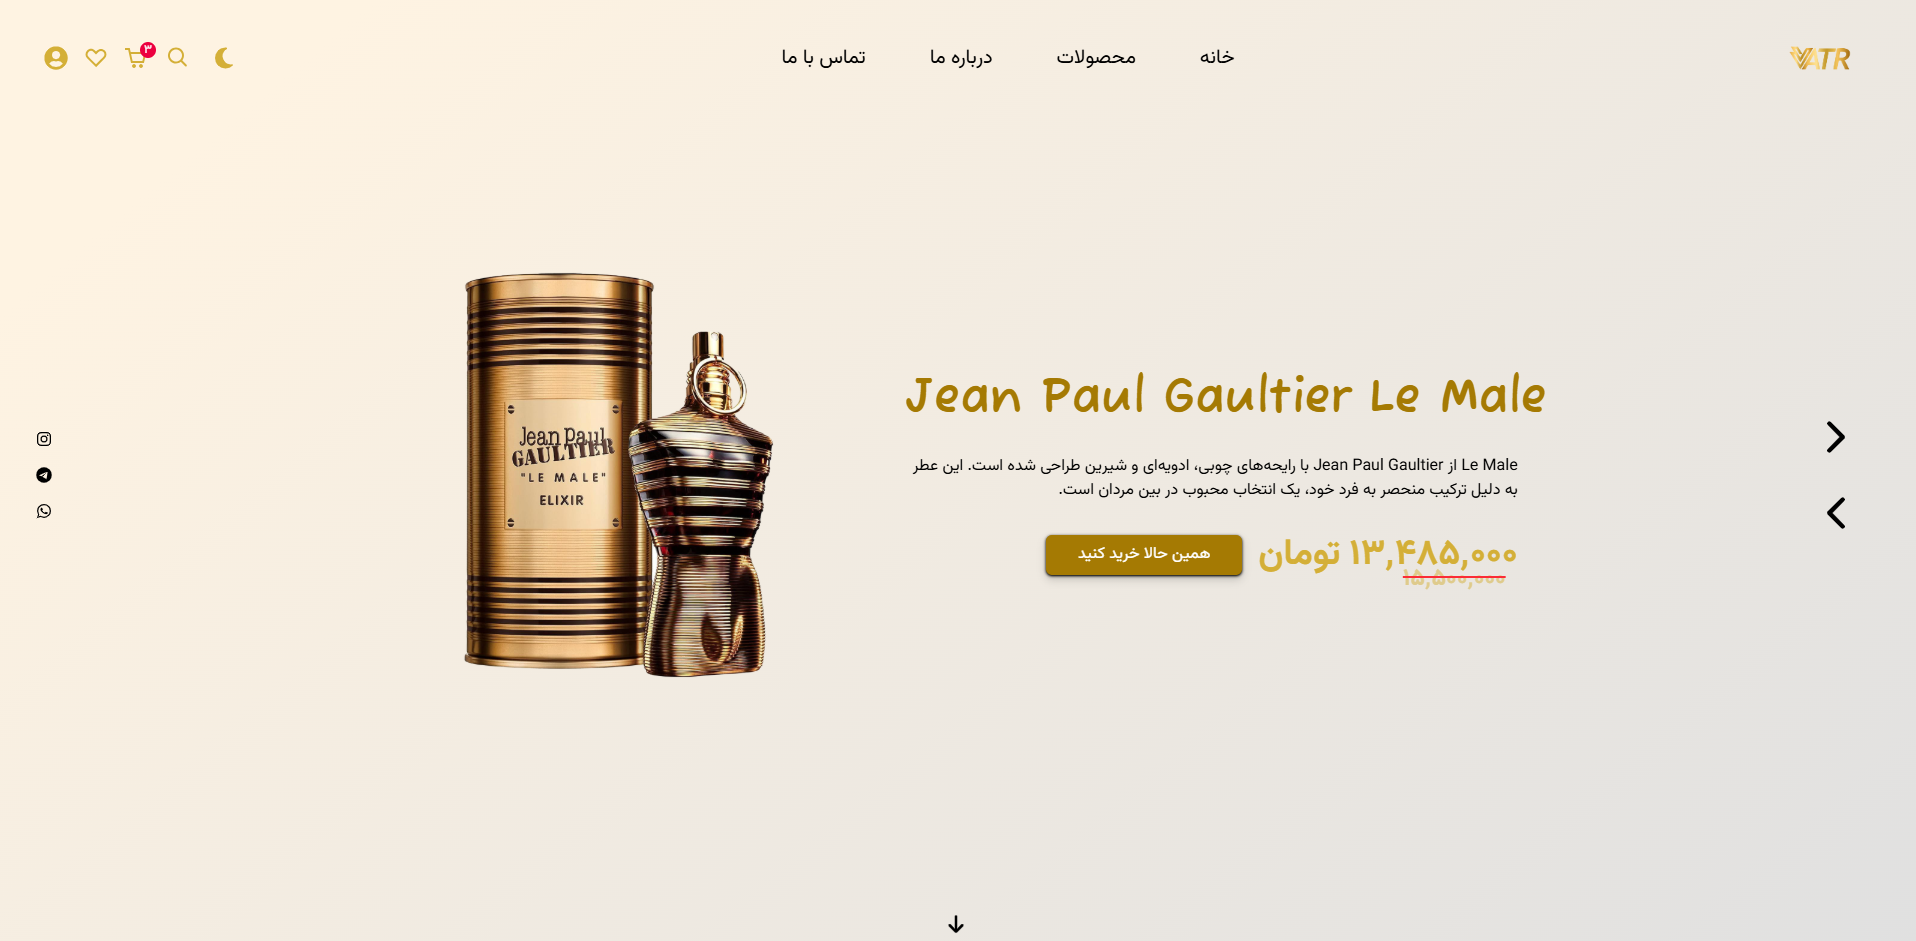 VATR
خانه
محصولات
درباره ما
تماس با ما
۳
Jean Paul Gaultier Le Male
Le Male از Jean Paul Gaultier با رایحه‌های چوبی، ادویه‌ای و شیرین طراحی شده است. این عطر
به دلیل ترکیب منحصر به فرد خود، یک انتخاب محبوب در بین مردان است.
۱۳,۴۸۵,۰۰۰ تومان
۱۵,۵۰۰,۰۰۰
همین حالا خرید کنید
Jean Paul
GAULTIER
"LE MALE"
ELIXIR